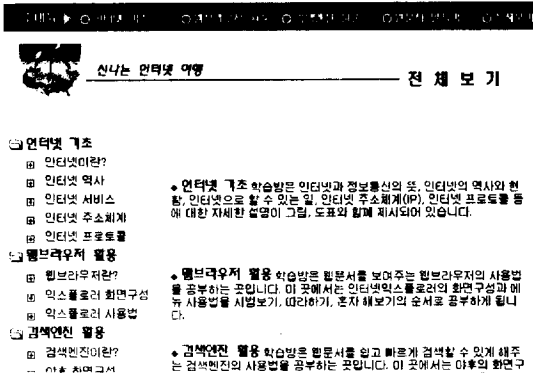 신나는 인터넷 여행
전 체 보 기
인터넷 기초
인터넷이란?
인터넷 역사
인터넷 서비스
인터넷 주소체계
인터넷 프로토콜
◆ 인터넷 기초 학습방은 인터넷과 정보통신의 뜻, 인터넷의 역사와 현
황, 인터넷으로 할 수 있는 일, 인터넷 주소체계(IP), 인터넷 프로토콜 등
에 대한 자세한 설명이 그림, 도표와 함께 제시되어 있습니다.
웹브라우저 활용
웹브라우저란?
익스플로러 화면구성
익스플로러 사용법
◆ 웹브라우저 활용 학습방은 웹문서를 보여주는 웹브라우저의 사용법
을 공부하는 곳입니다. 이 곳에서는 인터넷익스플로러의 화면구성과 메
뉴 사용법을 시범보기, 따라하기, 혼자 해보기의 순서로 공부하게 됩니
다.
검색엔진 활용
검색엔진이란?
야후 화면구성
◆ 검색엔진 활용 학습방은 웹문서를 쉽고 빠르게 검색할 수 있게 해주
는 검색엔진의 사용법을 공부하는 곳입니다. 이 곳에서는 야후의 화면구